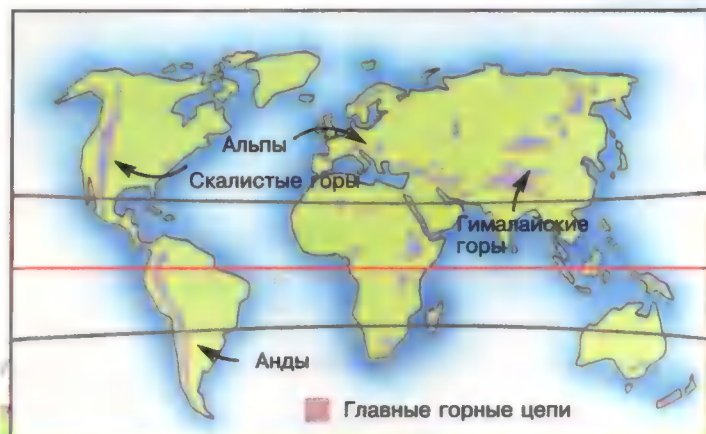 Альпы
Скалистые горы
Гималайские
горы
Анды
Главные горные цепи